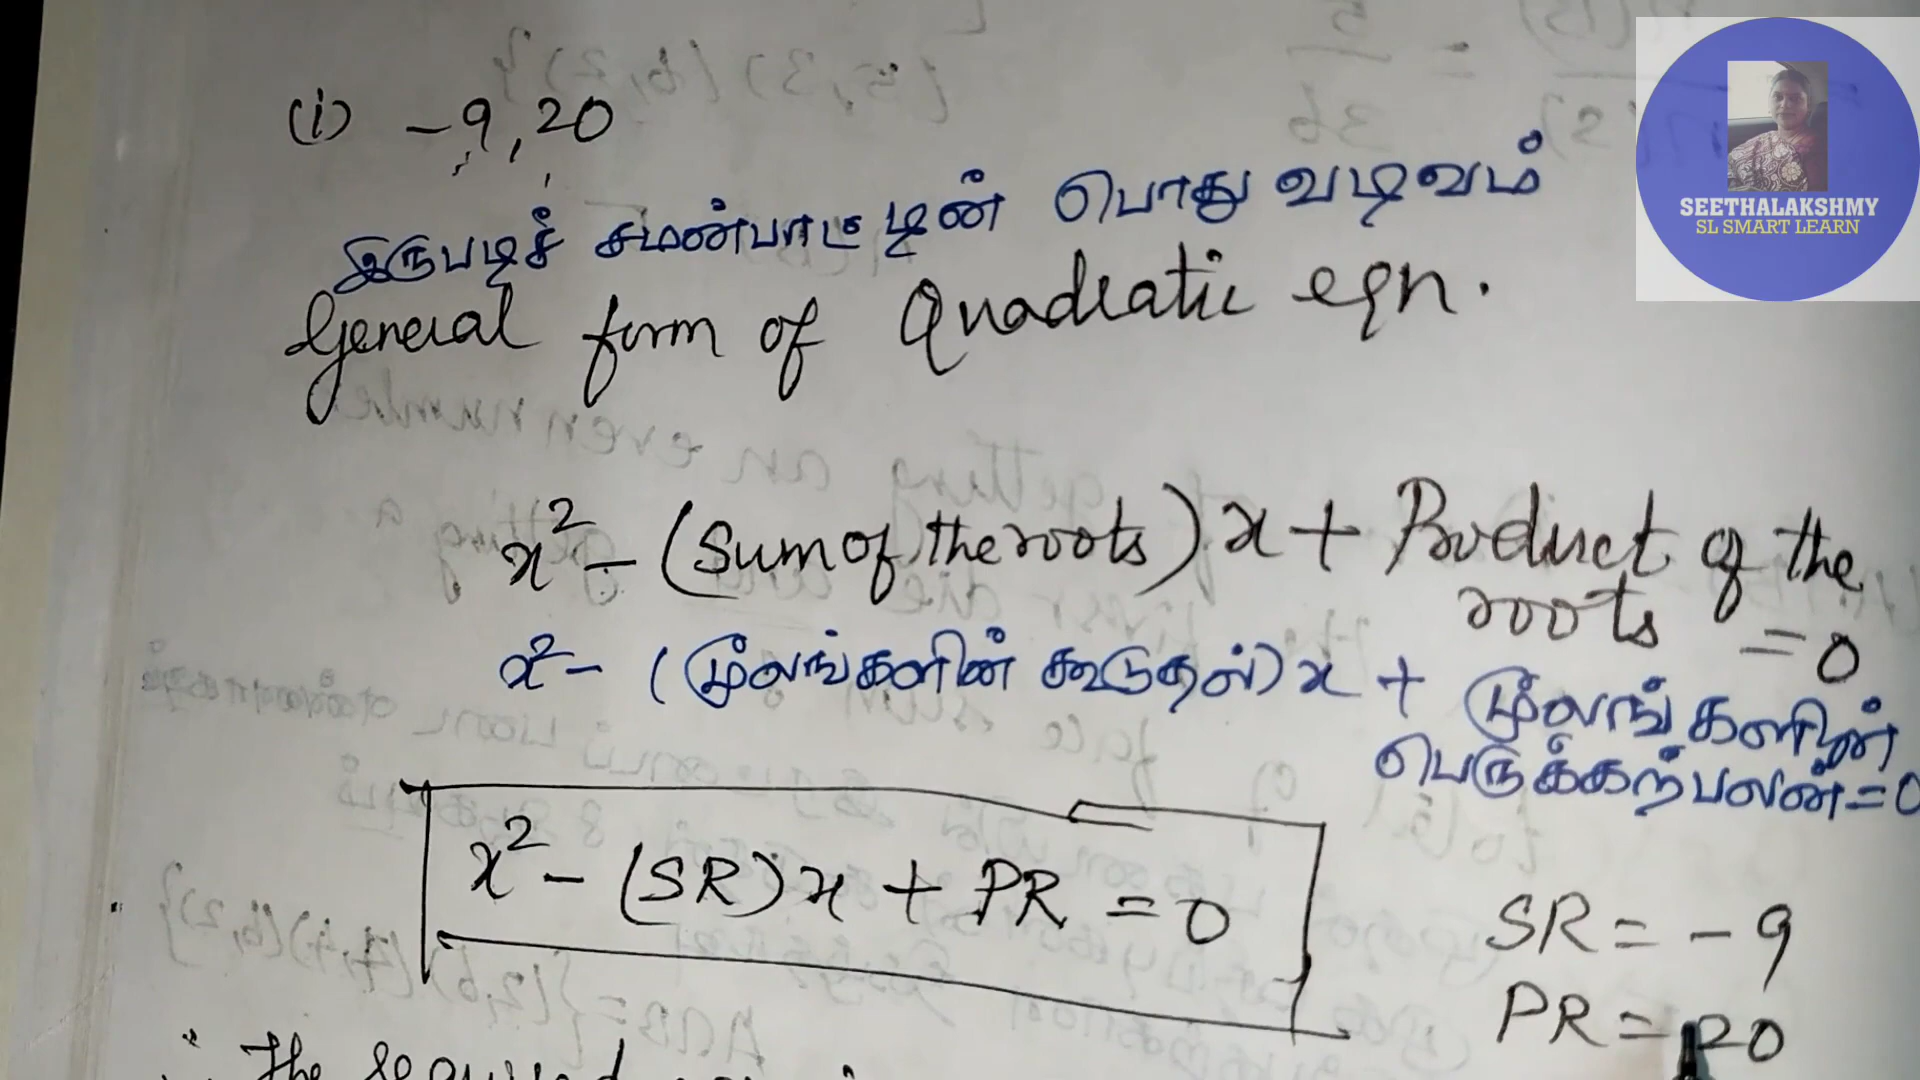 (i) -9, 20
இருபடிச் சமன்பாட்டின் பொது வடிவம்
General form of Quadratic eqn.
x² - (Sum of the roots) x + Product of the
roots = 0
x² - (மூலங்களின் கூடுதல்) x + மூலங்களின்
பெருக்கற்பலன் = 0
x² - (SR) x + PR = 0
SR = -9
PR = 20
∴ The required
SEETHALAKSHMY
SL SMART LEARN